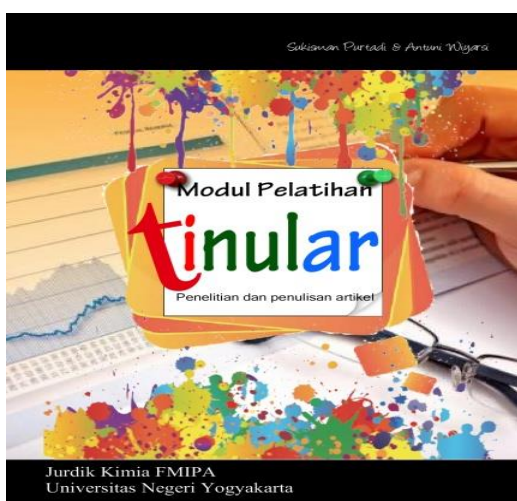 Sukisman Purtadi & Antuni Wiyarsi
Modul Pelatihan
tinular
Penelitian dan penulisan artikel
Jurdik Kimia FMIPA
Universitas Negeri Yogyakarta